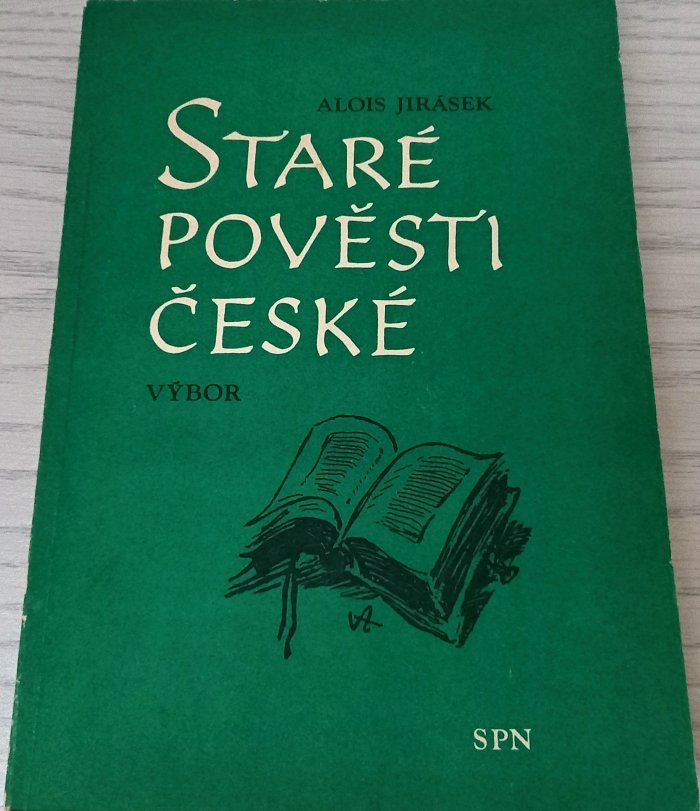 ALOIS JIRÁSEK
STARÉ
POVĚSTI
ČESKÉ
VÝBOR
SPN